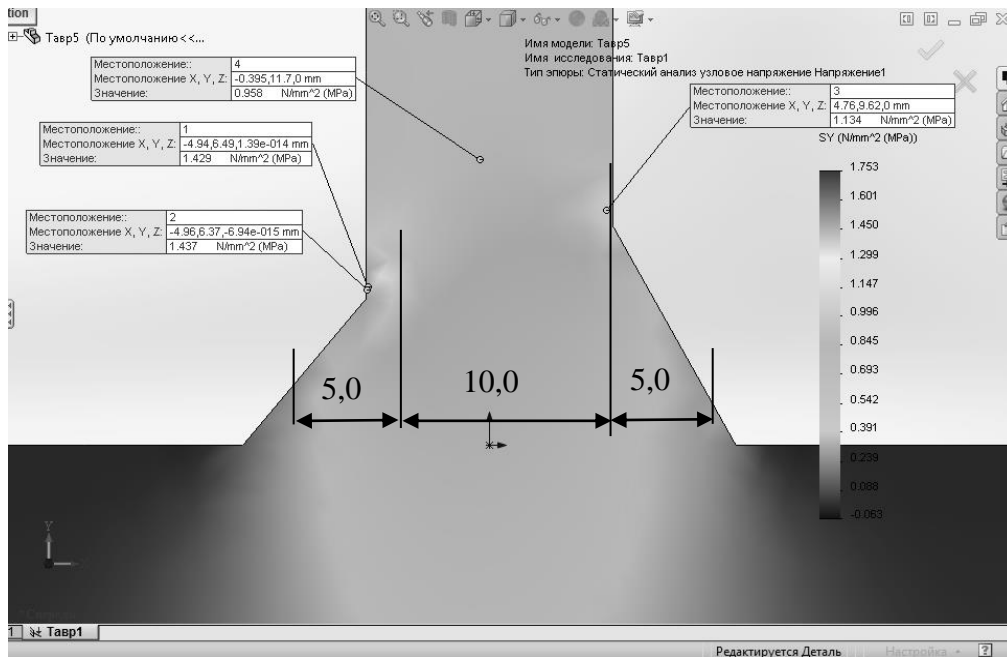 tion
Тавр5 (По умолчанию<<...
Имя модели: Тавр5
Имя исследования: Тавр1
Тип эпюры: Статический анализ узловое напряжение Напряжение1
Местоположение:: 4
Местоположение X, Y, Z: -0.395,11.7,0 mm
Значение: 0.958 N/mm^2 (MPa)
Местоположение:: 3
Местоположение X, Y, Z: 4.76,9.62,0 mm
Значение: 1.134 N/mm^2 (MPa)
Местоположение:: 1
Местоположение X, Y, Z: -4.94,6.49,1.39e-014 mm
Значение: 1.429 N/mm^2 (MPa)
Местоположение:: 2
Местоположение X, Y, Z: -4.96,6.37,-6.94e-015 mm
Значение: 1.437 N/mm^2 (MPa)
SY (N/mm^2 (MPa))
1.753
1.601
1.450
1.299
1.147
0.996
0.845
0.693
0.542
0.391
0.239
0.088
-0.063
5,0
10,0
5,0
Y
1
Тавр1
Редактируется Деталь
Настройка
?